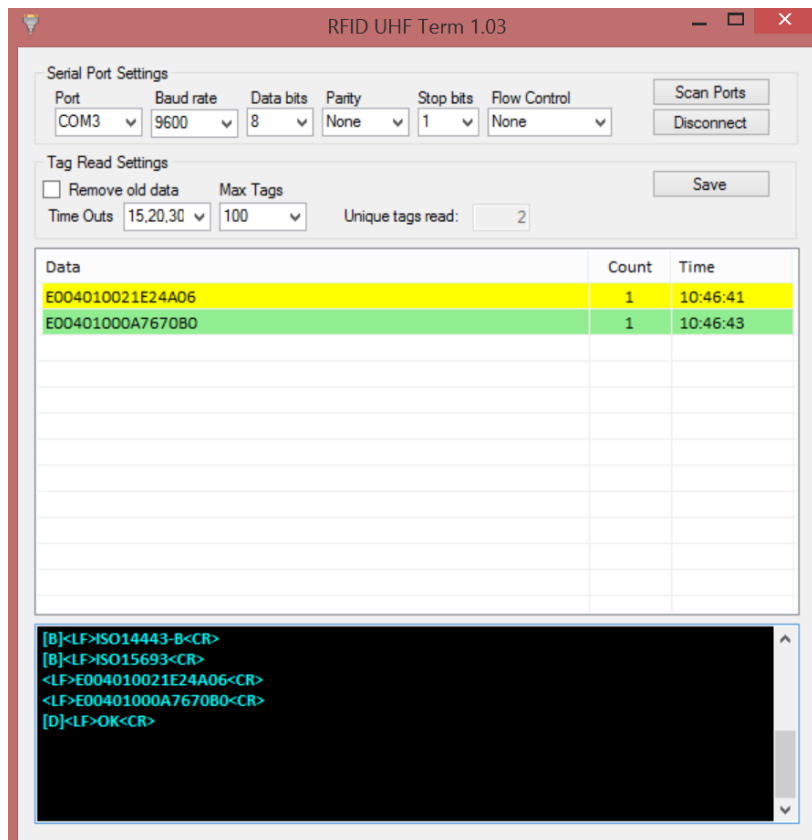 RFID UHF Term 1.03
Serial Port Settings
Port Baud rate Data bits Parity Stop bits Flow Control
COM3 9600 8 None 1 None
Scan Ports
Disconnect
Tag Read Settings
Remove old data Max Tags
Save
Time Outs 15,20,30 100 Unique tags read: 2
Data Count Time
E004010021E24A06 1 10:46:41
E00401000A7670B0 1 10:46:43
[B]<LF>ISO14443-B<CR>
[B]<LF>ISO15693<CR>
<LF>E004010021E24A06<CR>
<LF>E00401000A7670B0<CR>
[D]<LF>OK<CR>